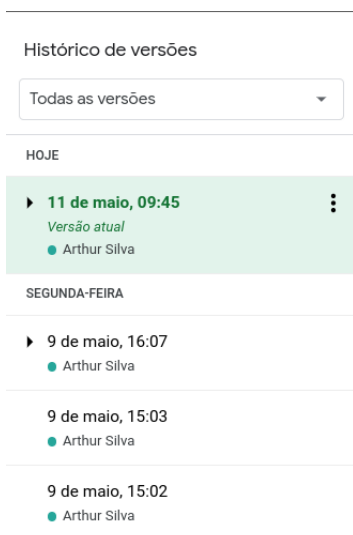 Histórico de versões
Todas as versões
HOJE
11 de maio, 09:45
Versão atual
Arthur Silva
SEGUNDA-FEIRA
9 de maio, 16:07
Arthur Silva
9 de maio, 15:03
Arthur Silva
9 de maio, 15:02
Arthur Silva